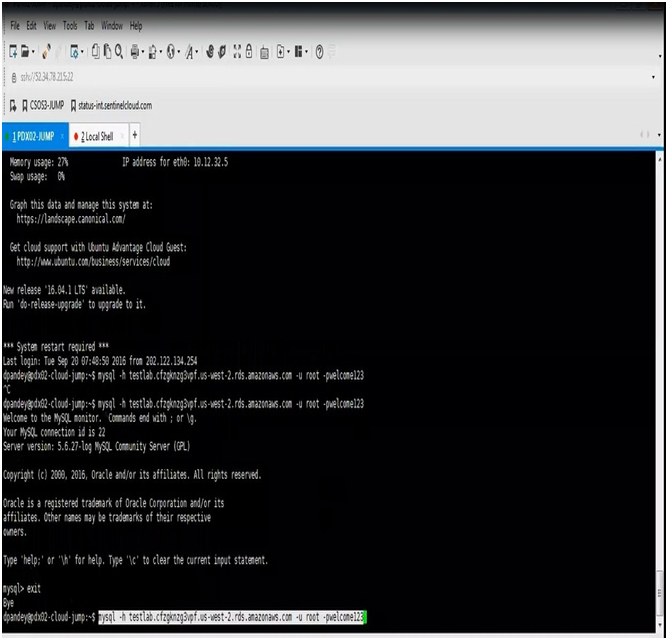 File Edit View Tools Tab Window Help
ssh://52.34.78.215:22
CSOS3-JUMP status-int.sentinelcloud.com
1 PDX02-JUMP 2 Local Shell +
Memory usage: 27% IP address for eth0: 10.12.32.5
Swap usage: 0%
Graph this data and manage this system at:
https://landscape.canonical.com/
Get cloud support with Ubuntu Advantage Cloud Guest:
http://www.ubuntu.com/business/services/cloud
New release '16.04.1 LTS' available.
Run 'do-release-upgrade' to upgrade to it.
*** System restart required ***
Last login: Tue Sep 20 07:48:50 2016 from 202.122.134.254
dpandey@pdx02-cloud-jump:~$ mysql -h testlab.cfzgknzg3vpf.us-west-2.rds.amazonaws.com -u root -pwelcome123
^C
dpandey@pdx02-cloud-jump:~$ mysql -h testlab.cfzgknzg3vpf.us-west-2.rds.amazonaws.com -u root -pwelcome123
Welcome to the MySQL monitor. Commands end with ; or \g.
Your MySQL connection id is 22
Server version: 5.6.27-log MySQL Community Server (GPL)
Copyright (c) 2000, 2016, Oracle and/or its affiliates. All rights reserved.
Oracle is a registered trademark of Oracle Corporation and/or its
affiliates. Other names may be trademarks of their respective
owners.
Type 'help;' or '\h' for help. Type '\c' to clear the current input statement.
mysql> exit
Bye
dpandey@pdx02-cloud-jump:~$ mysql -h testlab.cfzgknzg3vpf.us-west-2.rds.amazonaws.com -u root -pwelcome123